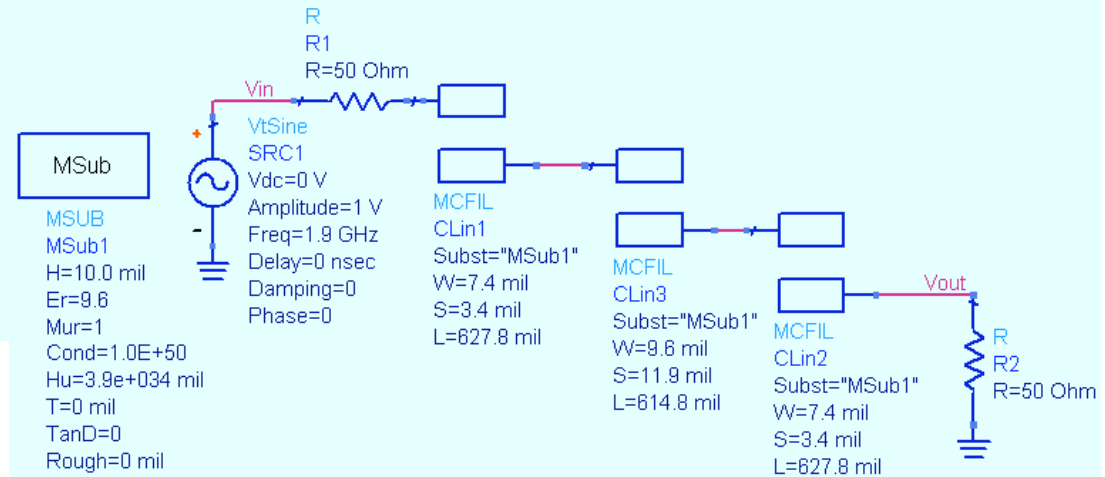 R
R1
R=50 Ohm
Vin
MSub
MSUB
MSub1
H=10.0 mil
Er=9.6
Mur=1
Cond=1.0E+50
Hu=3.9e+034 mil
T=0 mil
TanD=0
Rough=0 mil
+
-
VtSine
SRC1
Vdc=0 V
Amplitude=1 V
Freq=1.9 GHz
Delay=0 nsec
Damping=0
Phase=0
MCFIL
CLin1
Subst="MSub1"
W=7.4 mil
S=3.4 mil
L=627.8 mil
MCFIL
CLin3
Subst="MSub1"
W=9.6 mil
S=11.9 mil
L=614.8 mil
MCFIL
CLin2
Subst="MSub1"
W=7.4 mil
S=3.4 mil
L=627.8 mil
Vout
R
R2
R=50 Ohm